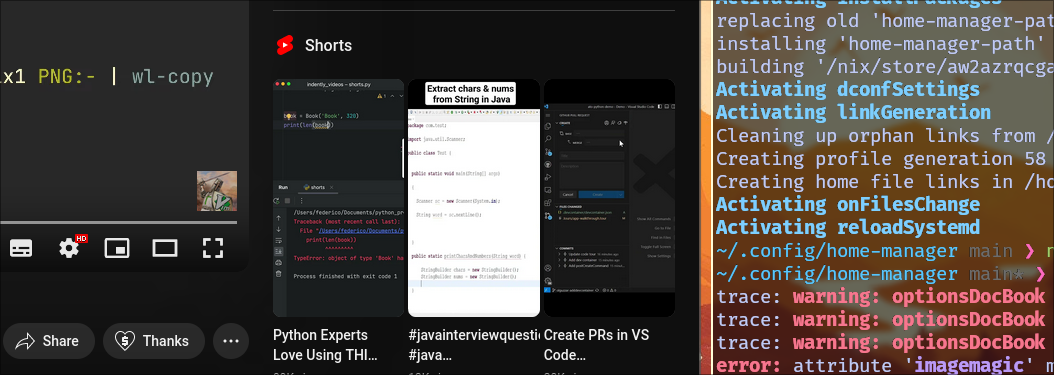 x1 PNG:- | wl-copy
HD
Share
Thanks
Shorts
indently_videos – shorts.py
book = Book('Book', 320)
print(len(book))
Run
shorts
/Users/federico/Documents/python_pr
Traceback (most recent call last):
File "/Users/federico/Documents/p
print(len(book))
^^^^^^^^^
TypeError: object of type 'Book' ha
Process finished with exit code 1
Python Experts
Love Using THI...
Extract chars & nums
from String in Java
package com.test;
import java.util.Scanner;
public class Test {
public static void main(String[] args)
{
Scanner sc = new Scanner(System.in);
String word = sc.nextLine();
}
public static printCharsAndNumbers(String word) {
StringBuilder chars = new StringBuilder();
StringBuilder nums = new StringBuilder();
}
#javainterviewquesti
#java...
Create PRs in VS
Code...
Activating installPackages
replacing old 'home-manager-pat
installing 'home-manager-path'
building '/nix/store/aw2azrqcga
Activating dconfSettings
Activating linkGeneration
Cleaning up orphan links from /
Creating profile generation 58
Creating home file links in /ho
Activating onFilesChange
Activating reloadSystemd
~/.config/home-manager main ❯ n
~/.config/home-manager main* ❯
trace: warning: optionsDocBook
trace: warning: optionsDocBook
trace: warning: optionsDocBook
error: attribute 'imagemagic' m